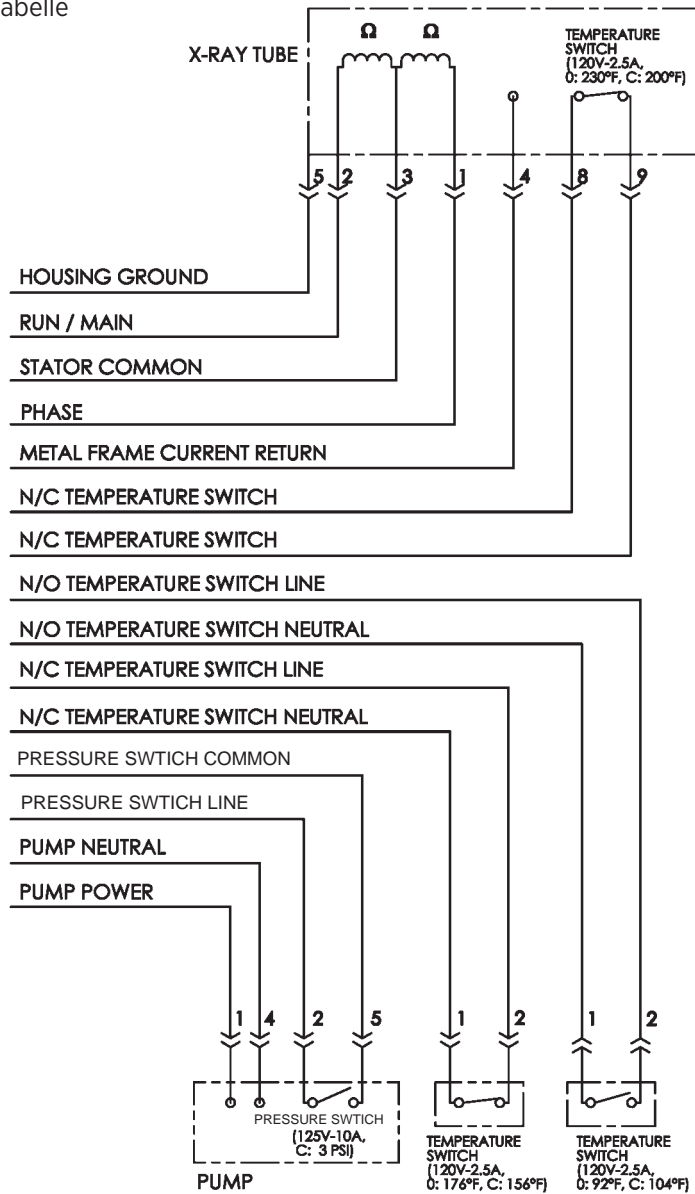 abelle
X-RAY TUBE
Ω Ω
TEMPERATURE
SWITCH
(120V-2.5A,
0: 230°F, C: 200°F)
5 2 3 1 4 8 9
HOUSING GROUND
RUN / MAIN
STATOR COMMON
PHASE
METAL FRAME CURRENT RETURN
N/C TEMPERATURE SWITCH
N/C TEMPERATURE SWITCH
N/O TEMPERATURE SWITCH LINE
N/O TEMPERATURE SWITCH NEUTRAL
N/C TEMPERATURE SWITCH LINE
N/C TEMPERATURE SWITCH NEUTRAL
PRESSURE SWTICH COMMON
PRESSURE SWTICH LINE
PUMP NEUTRAL
PUMP POWER
1 4 2 5 1 2 1 2
PRESSURE SWTICH
(125V-10A,
C: 3 PSI)
PUMP
TEMPERATURE
SWITCH
(120V-2.5A,
0: 176°F, C: 156°F)
TEMPERATURE
SWITCH
(120V-2.5A,
0: 92°F, C: 104°F)